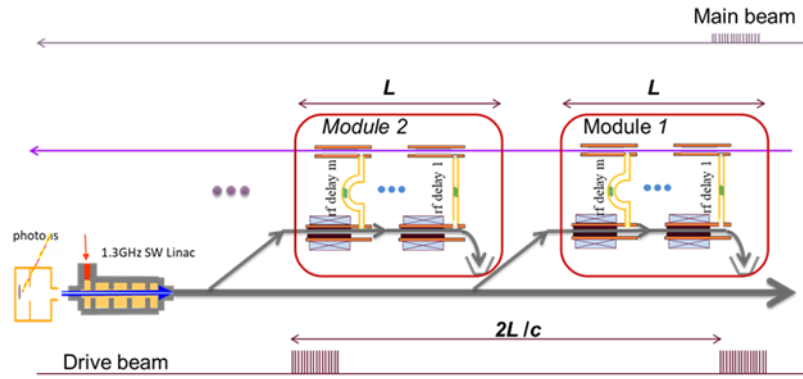 Main beam
L
L
Module 2
Module 1
rf delay m
rf delay 1
rf delay m
rf delay 1
1.3GHz SW Linac
2L/c
Drive beam